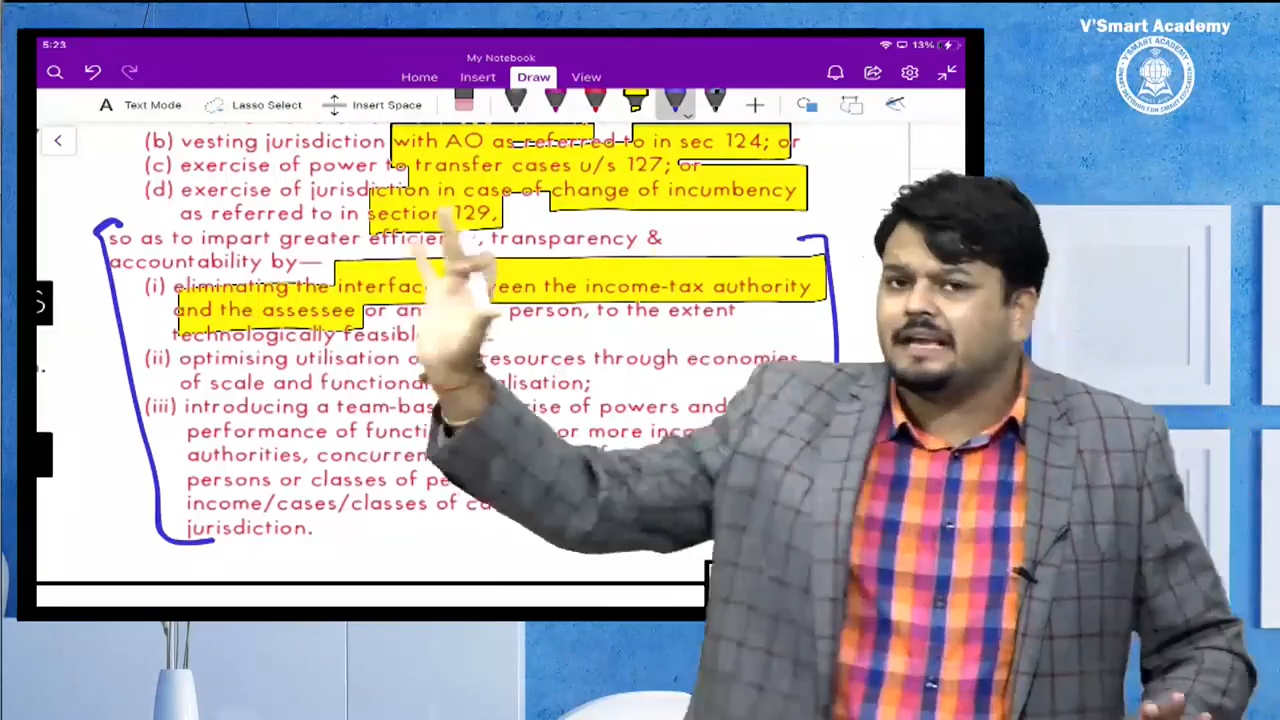 V'Smart Academy
5:23
13%
My Notebook
Home Insert Draw View
A Text Mode Lasso Select Insert Space
(b) vesting jurisdiction with AO as referred to in sec 124; or
(c) exercise of power to transfer cases u/s 127; or
(d) exercise of jurisdiction in case of change of incumbency
as referred to in section 129,
so as to impart greater transparency &
accountability by—
(i) eliminating the the income-tax authority
and the assessee or person, to the extent
technologically
(ii) optimising utilisation resources through economies
of scale and
(iii) introducing a of powers and
performance of or more
authorities,
persons or classes of
income/cases/classes of
jurisdiction.